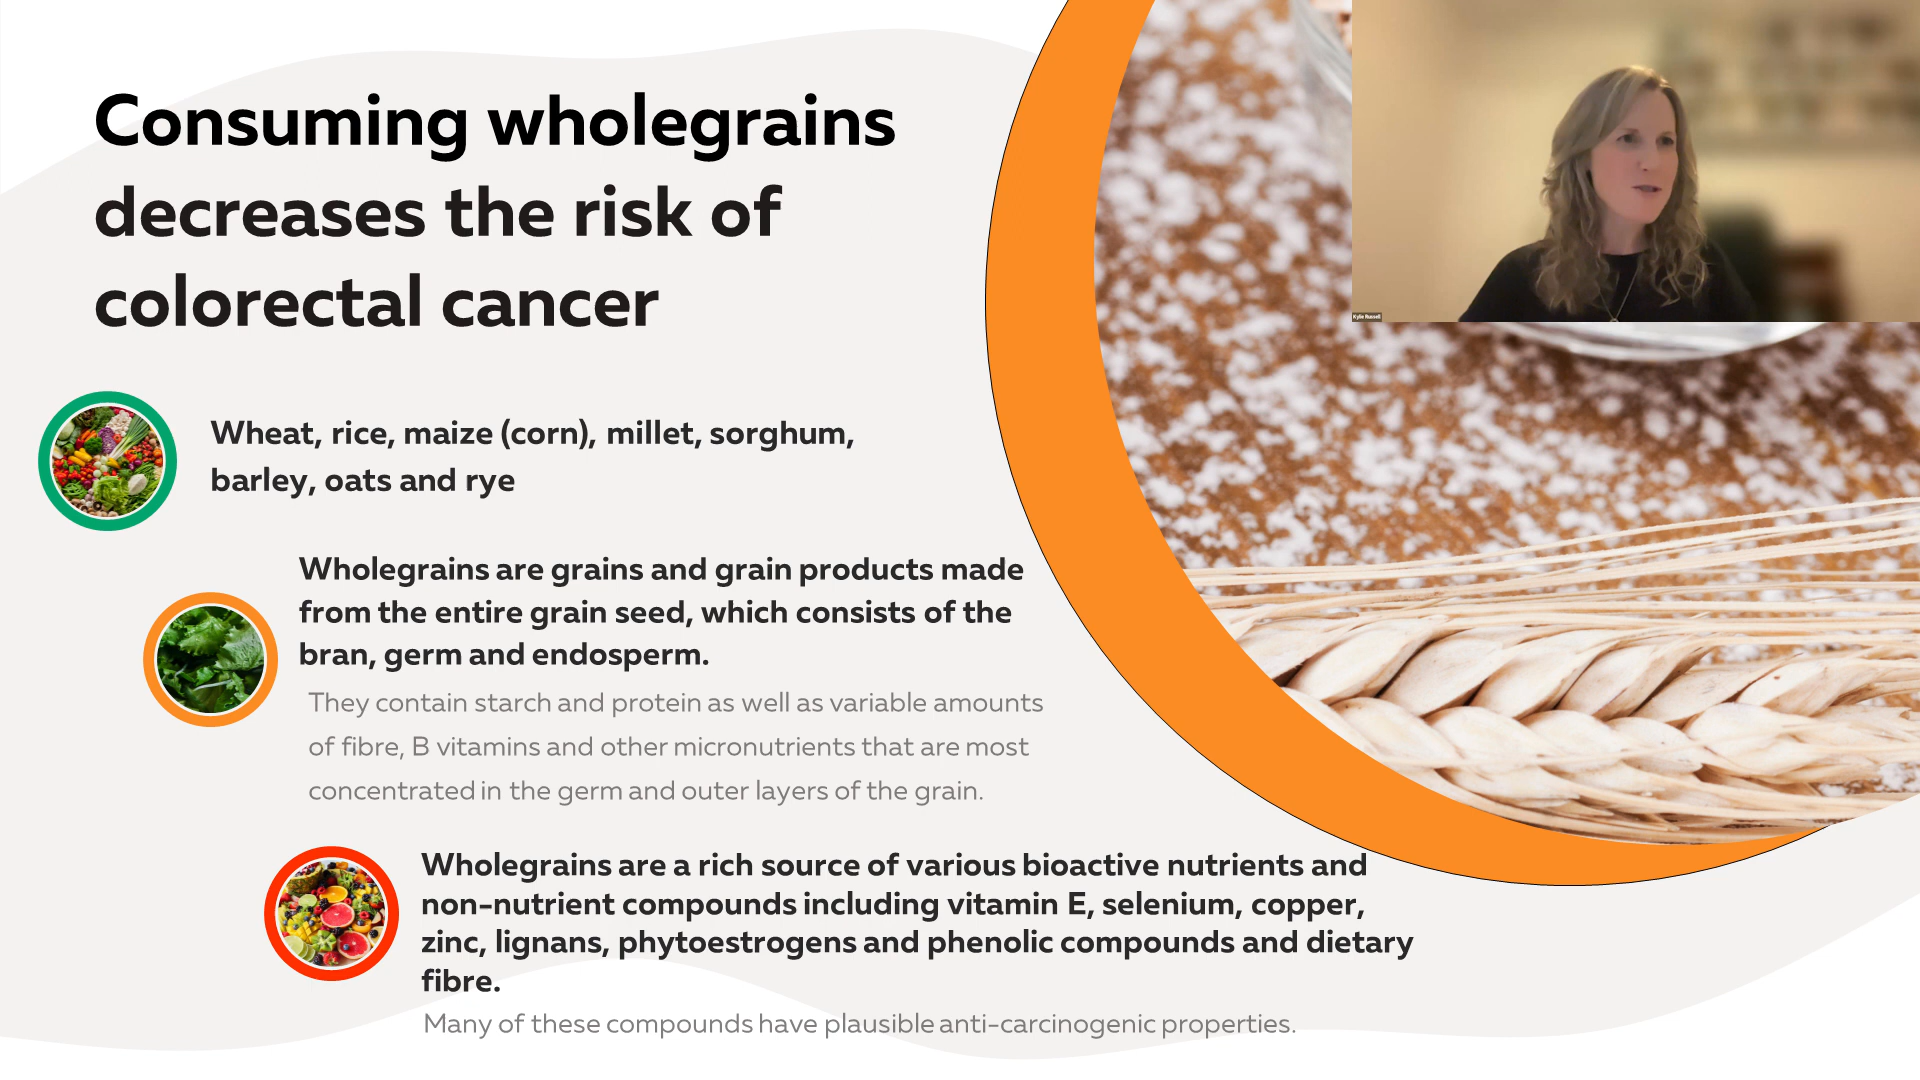 Consuming wholegrains
decreases the risk of
colorectal cancer
Wheat, rice, maize (corn), millet, sorghum,
barley, oats and rye
Wholegrains are grains and grain products made
from the entire grain seed, which consists of the
bran, germ and endosperm.
They contain starch and protein as well as variable amounts
of fibre, B vitamins and other micronutrients that are most
concentrated in the germ and outer layers of the grain.
Wholegrains are a rich source of various bioactive nutrients and
non-nutrient compounds including vitamin E, selenium, copper,
zinc, lignans, phytoestrogens and phenolic compounds and dietary
fibre.
Many of these compounds have plausible anti-carcinogenic properties.
Kylie Russell